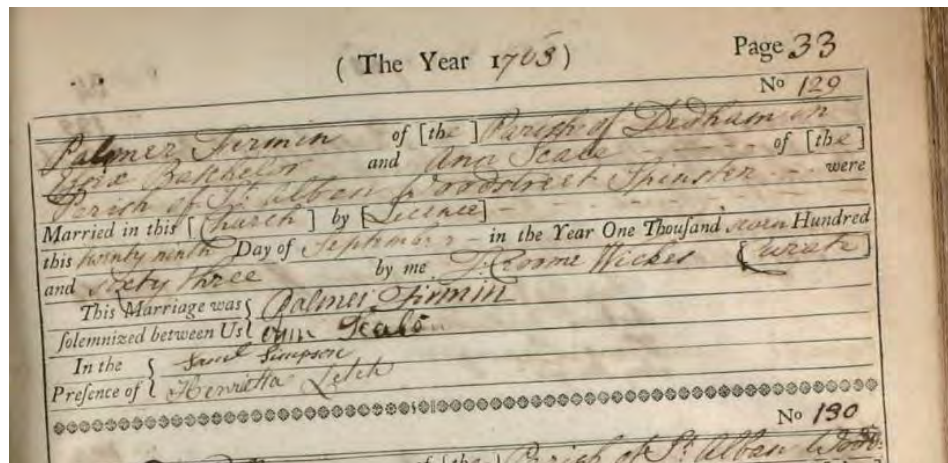 ( The Year 1763 )
Page 33
No 129
Palmer Firmin of [the ] Parish of Dedham in
Essex Batchelor and Ann Scale of [the ]
Parish of St. Alban Woodstreet Spinster were
Married in this [Church] by [Licence]
this twenty ninth Day of September in the Year One Thousand seven Hundred
and sixty three by me T. Roome Wickes [Curate]
This Marriage was { Palmer Firmin
solemnized between Us { Ann
In the { Saml Simpson
Presence of { Henrietta
No 130
of [the ] Parish of St. Alban Wood